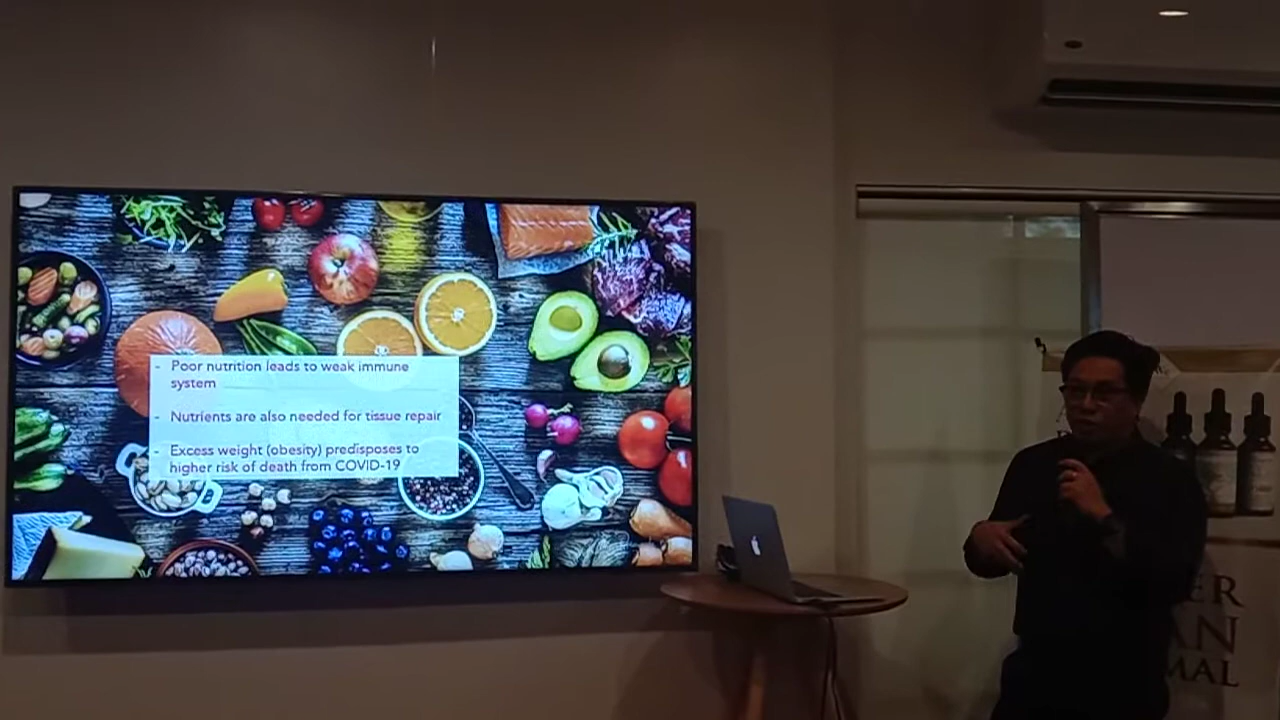 - Poor nutrition leads to weak immune
system
- Nutrients are also needed for tissue repair
- Excess weight (obesity) predisposes to
higher risk of death from COVID-19